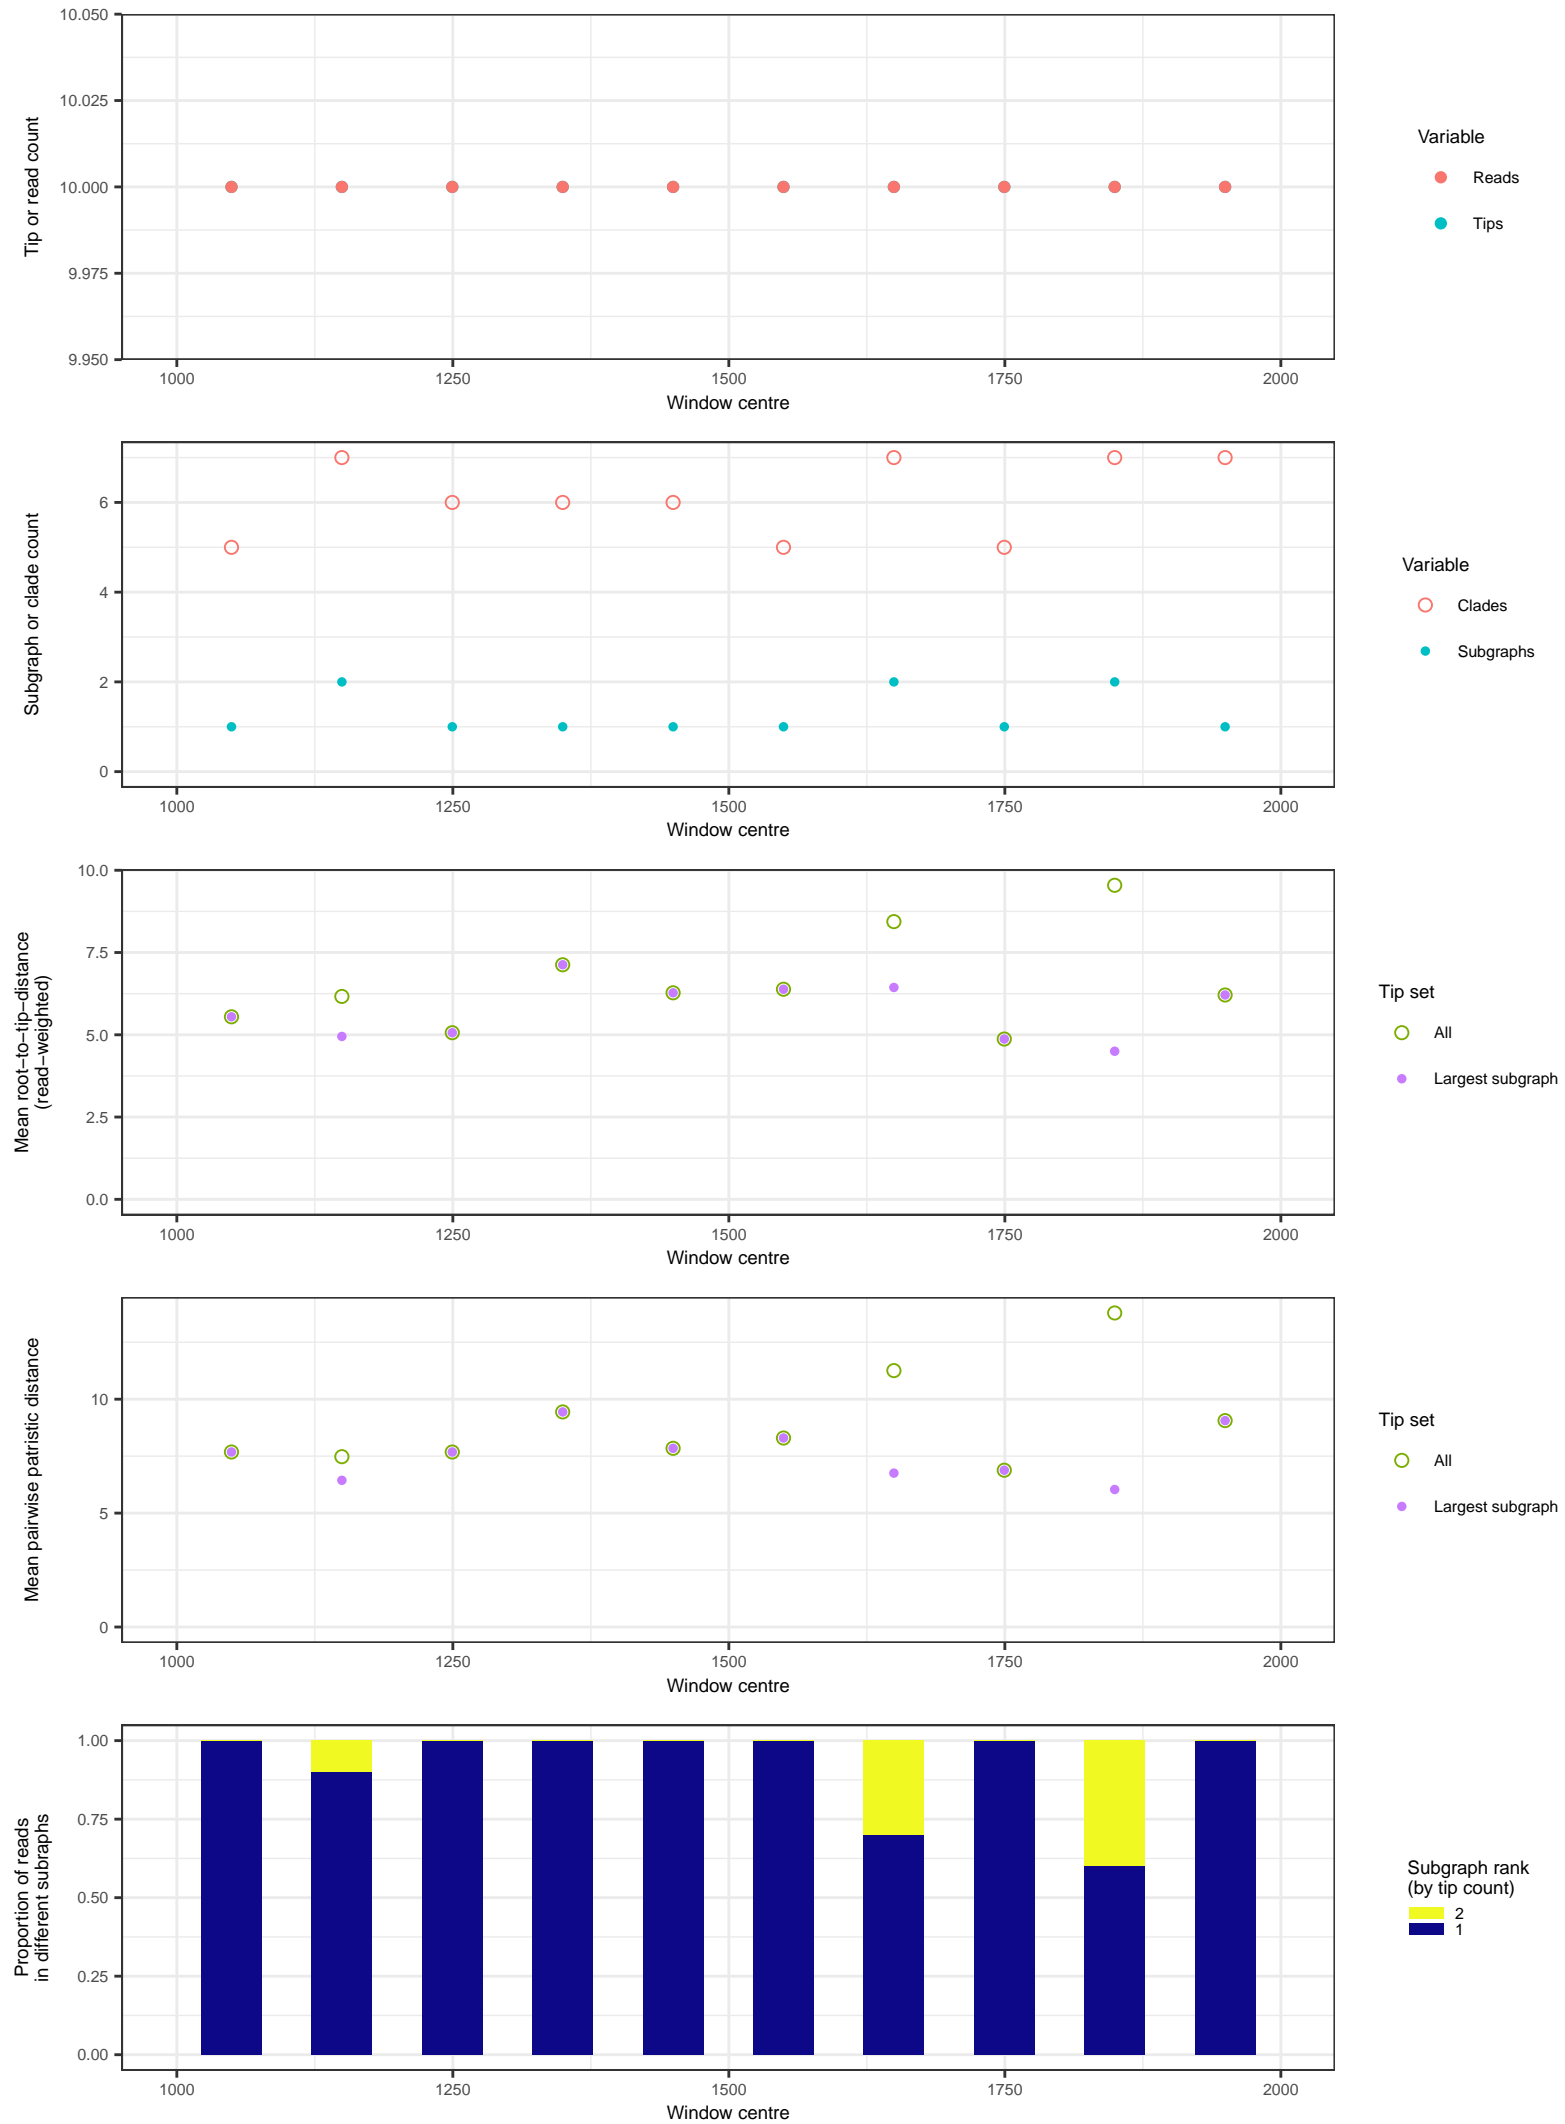 10.050
10.025
10.000
9.975
9.950
Tip or read count
1000 1250 1500 1750 2000
Window centre
Variable
Reads
Tips
6
4
2
0
Subgraph or clade count
1000 1250 1500 1750 2000
Window centre
Variable
Clades
Subgraphs
10.0
7.5
5.0
2.5
0.0
Mean root−to−tip−distance
(read−weighted)
1000 1250 1500 1750 2000
Window centre
Tip set
All
Largest subgraph
10
5
0
Mean pairwise patristic distance
1000 1250 1500 1750 2000
Window centre
Tip set
All
Largest subgraph
1.00
0.75
0.50
0.25
0.00
Proportion of reads
in different subraphs
1000 1250 1500 1750 2000
Window centre
Subgraph rank
(by tip count)
2
1